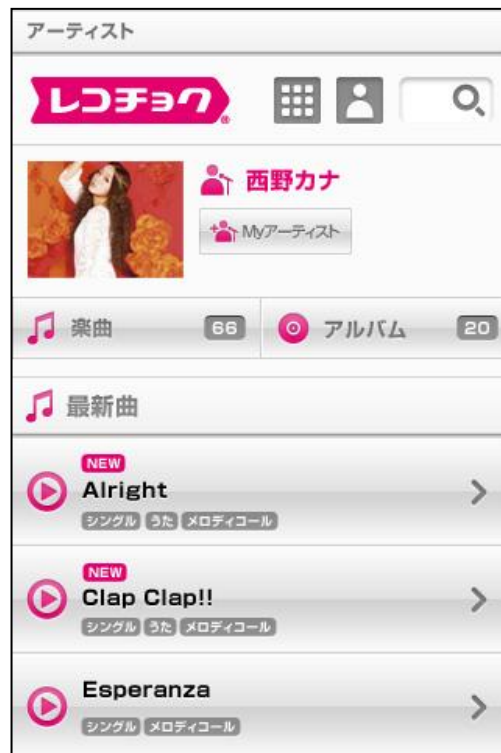 アーティスト
レコチョク®
西野カナ
Myアーティスト
楽曲 66 アルバム 20
最新曲
NEW
Alright
シングル うた メロディコール
NEW
Clap Clap!!
シングル うた メロディコール
Esperanza
シングル メロディコール